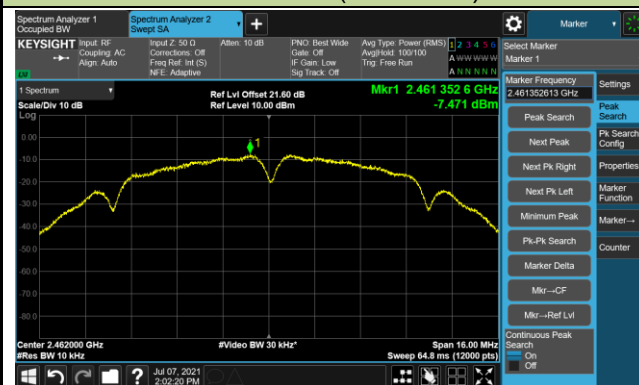 Spectrum Analyzer 1
Occupied BW
Spectrum Analyzer 2
Swept SA
Marker
KEYSIGHT
Input: RF
Coupling: AC
Align: Auto
Input Z: 50 Ω
Corrections: Off
Freq Ref: Int (S)
NFE: Adaptive
Atten: 10 dB
PNO: Best Wide
Gate: Off
IF Gain: Low
Sig Track: Off
Avg Type: Power (RMS)
Avg|Hold: 100/100
Trig: Free Run
1 2 3 4 5 6
A W W W W W
A N N N N N
LW
Select Marker
Marker 1
1 Spectrum
Scale/Div 10 dB
Log
Ref Lvl Offset 21.60 dB
Ref Level 10.00 dBm
Mkr1 2.461 352 6 GHz
-7.471 dBm
0.00
-10.0
-20.0
-30.0
-40.0
-50.0
-60.0
-70.0
-80.0
1
Center 2.462000 GHz
#Res BW 10 kHz
#Video BW 30 kHz*
Span 16.00 MHz
Sweep 64.8 ms (12000 pts)
Marker Frequency
2.461352613 GHz
Peak Search
Next Peak
Next Pk Right
Next Pk Left
Minimum Peak
Pk-Pk Search
Marker Delta
Mkr→CF
Mkr→Ref Lvl
Continuous Peak
Search
On
Off
Settings
Peak
Search
Pk Search
Config
Properties
Marker
Function
Marker→
Counter
Jul 07, 2021
2:02:20 PM